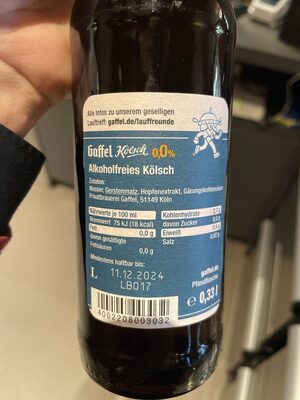 Alle Infos zu unserem geselligen
Lauftreff: gaffel.de/lauffreunde
Gaffel Kölsch 0,0%
Alkoholfreies Kölsch
Zutaten:
Wasser, Gerstenmalz, Hopfenextrakt, Gärungskohlensäure
Privatbrauerei Gaffel, 51149 Köln
Nährwerte je 100 ml
Brennwert 75 kJ (18 kcal)
Fett 0,0 g
davon gesättigte
Fettsäuren 0,0 g
Kohlenhydrate
davon Zucker
Eiweiß
Salz
Mindestens haltbar bis:
L 11.12.2024
LB017
4002208003032
gaffel.de
Pfandflasche
e 0,33 l